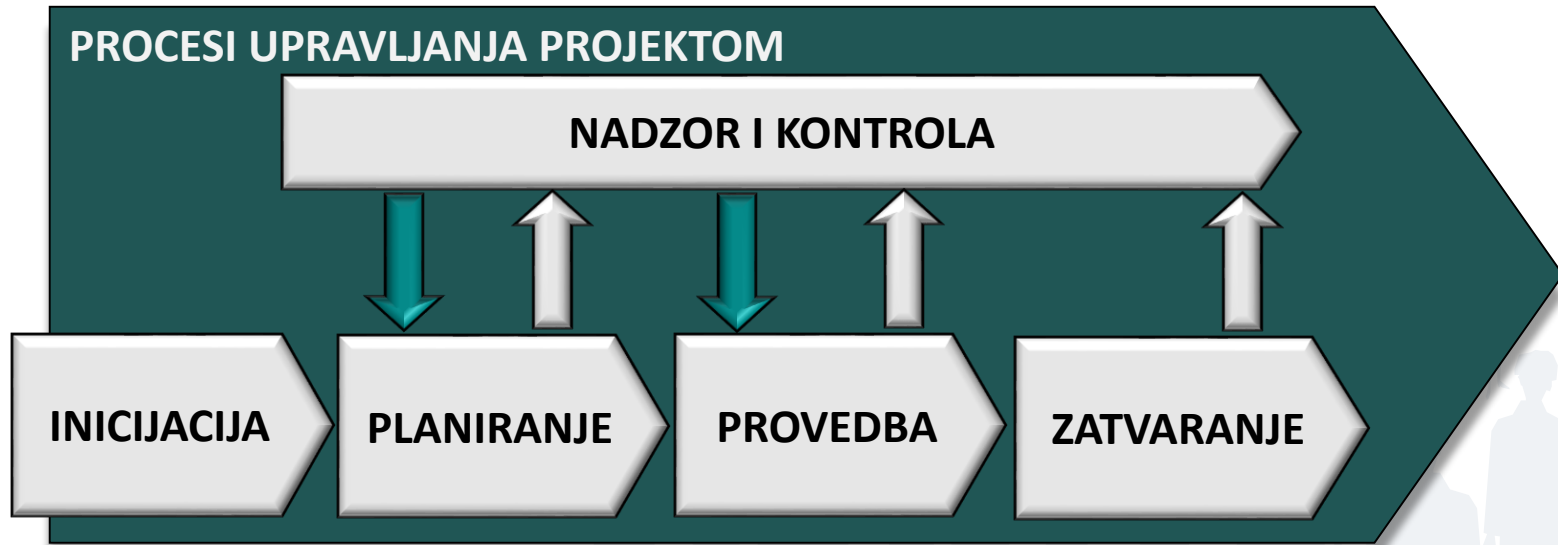 PROCESI UPRAVLJANJA PROJEKTOM
NADZOR I KONTROLA
INICIJACIJA
PLANIRANJE
PROVEDBA
ZATVARANJE